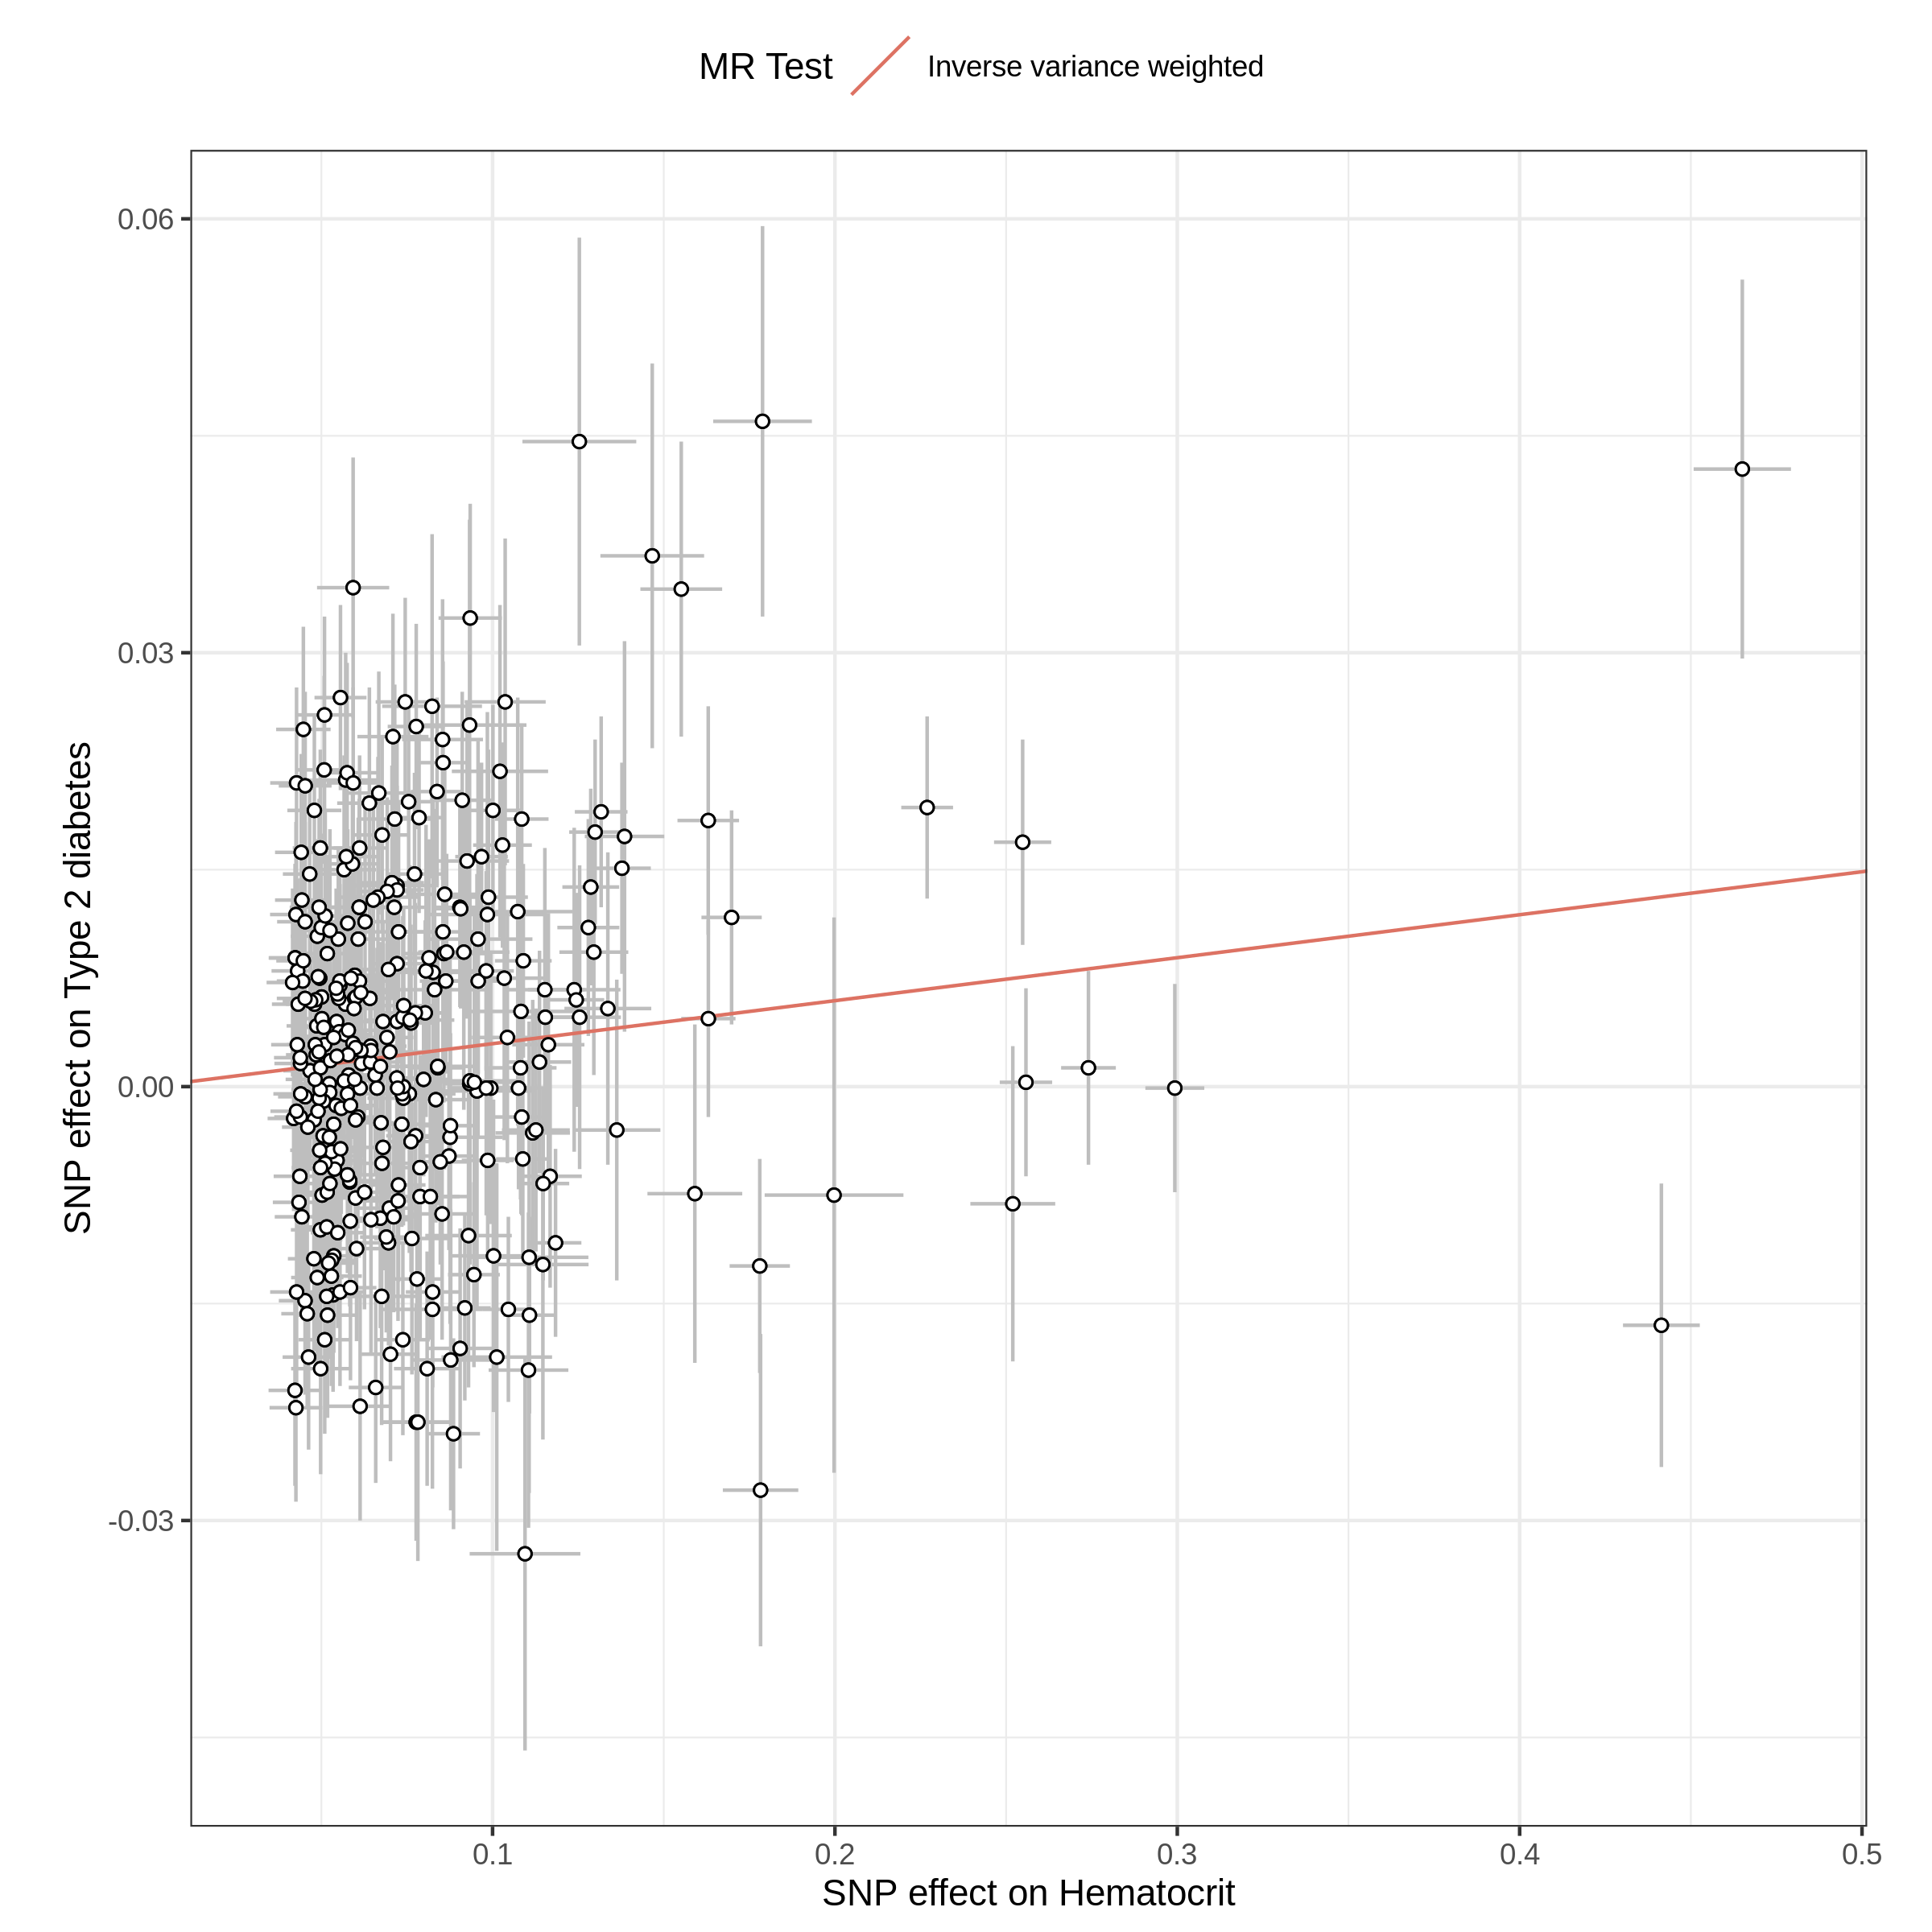 MR Test
Inverse variance weighted
SNP effect on Type 2 diabetes
0.06
0.03
0.00
-0.03
0.1
0.2
0.3
0.4
0.5
SNP effect on Hematocrit